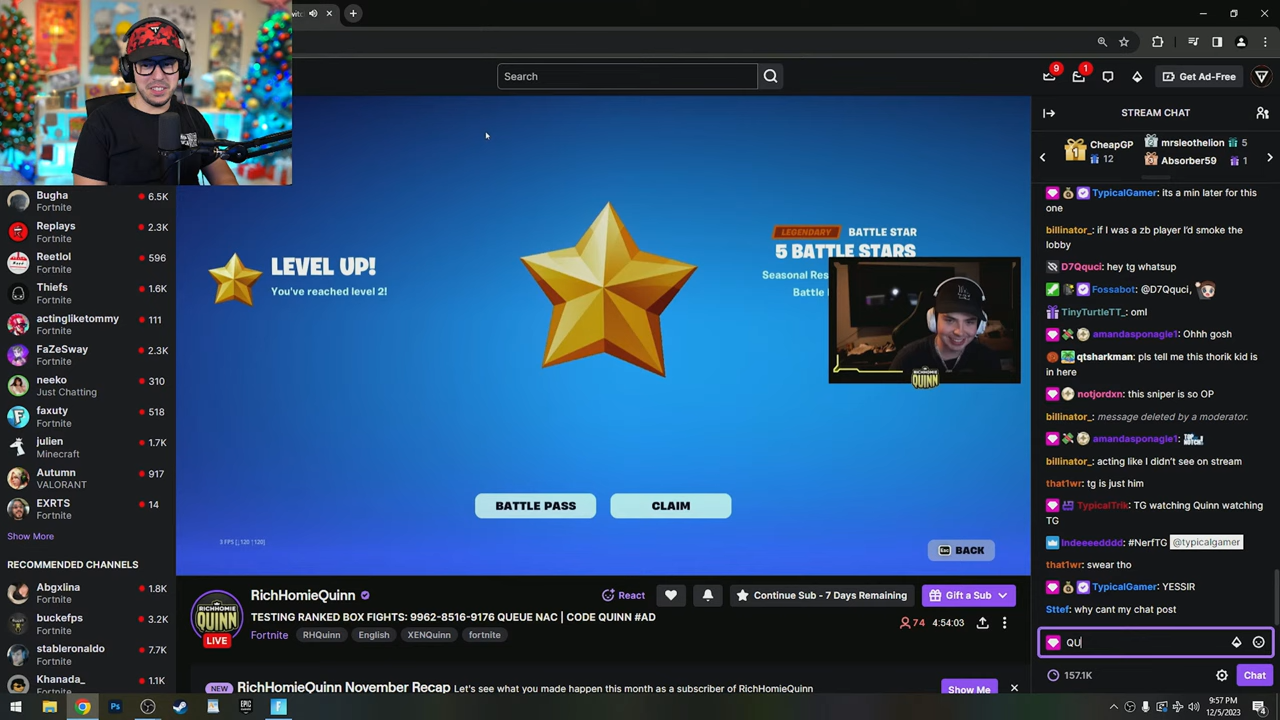 Search
9
1
Get Ad-Free
STREAM CHAT
CheapGP
12
mrsleothelion 5
Absorber59 1
Bugha 6.5K
Fortnite
Replays 2.3K
Fortnite
Reetlol 596
Fortnite
Thiefs 1.6K
Fortnite
actingliketommy 111
Fortnite
FaZeSway 2.3K
Fortnite
neeko 310
Just Chatting
faxuty 518
Fortnite
julien 1.7K
Minecraft
Autumn 917
VALORANT
EXRTS 14
Fortnite
Show More
RECOMMENDED CHANNELS
Abgxlina 1.8K
Fortnite
buckefps 3.2K
Fortnite
stableronaldo 7.7K
Fortnite
Khanada_ 1.1K
LEVEL UP!
You've reached level 2!
LEGENDARY BATTLE STAR
5 BATTLE STARS
Seasonal Res
Battle
QUINN
BATTLE PASS
CLAIM
BACK
TypicalGamer: its a min later for this
one
billinator_: if I was a zb player I'd smoke the
lobby
D7Qquci: hey tg whatsup
Fossabot: @D7Qquci,
TinyTurtleTT_: oml
amandasponagle1: Ohhh gosh
qtsharkman: pls tell me this thorik kid is
in here
notjordxn: this sniper is so OP
billinator_: message deleted by a moderator.
amandasponagle1:
billinator_: acting like I didn't see on stream
that1wr: tg is just him
TypicalTrik: TG watching Quinn watching
TG
Indeeeedddd: #NerfTG @typicalgamer
that1wr: swear tho
TypicalGamer: YESSIR
Sttef: why cant my chat post
QU
157.1K
Chat
RICHHOMIE
QUINN
LIVE
RichHomieQuinn
React
Continue Sub - 7 Days Remaining
Gift a Sub
TESTING RANKED BOX FIGHTS: 9962-8516-9176 QUEUE NAC | CODE QUINN #AD
Fortnite
RHQuinn
English
XENQuinn
fortnite
74
4:54:03
NEW
RichHomieQuinn November Recap Let's see what you made happen this month as a subscriber of RichHomieQuinn
Show Me
9:57 PM
12/5/2023